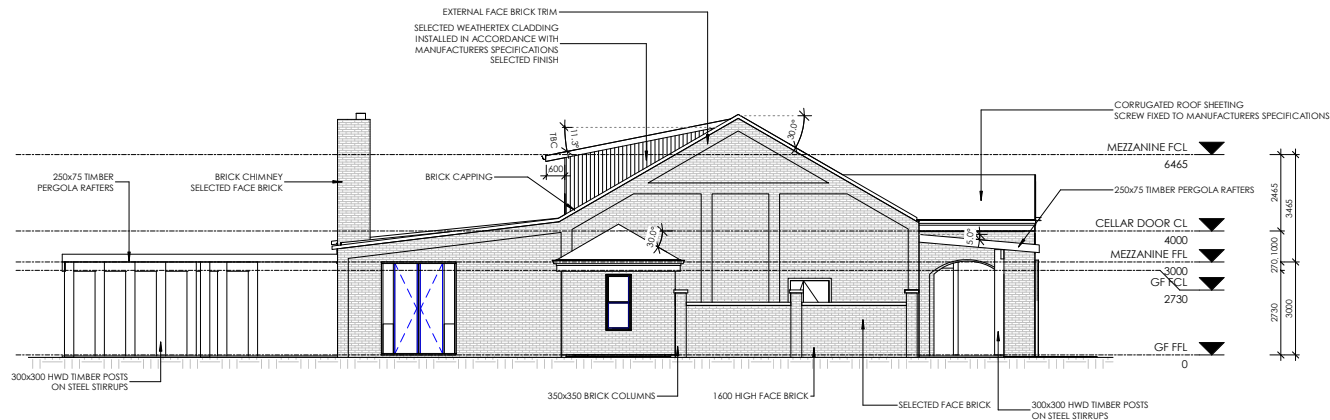 EXTERNAL FACE BRICK TRIM
SELECTED WEATHERTEX CLADDING
INSTALLED IN ACCORDANCE WITH
MANUFACTURERS SPECIFICATIONS
SELECTED FINISH
CORRUGATED ROOF SHEETING
SCREW FIXED TO MANUFACTURERS SPECIFICATIONS
30.0°
11.3°
TBC
600
MEZZANINE FCL
6465
250x75 TIMBER
PERGOLA RAFTERS
BRICK CHIMNEY
SELECTED FACE BRICK
BRICK CAPPING
250x75 TIMBER PERGOLA RAFTERS
2465
3465
CELLAR DOOR CL
4000
30.0°
5.0°
MEZZANINE FFL
3000
1000
270
GF FCL
2730
2730
3000
GF FFL
0
300x300 HWD TIMBER POSTS
ON STEEL STIRRUPS
350x350 BRICK COLUMNS
1600 HIGH FACE BRICK
SELECTED FACE BRICK
300x300 HWD TIMBER POSTS
ON STEEL STIRRUPS